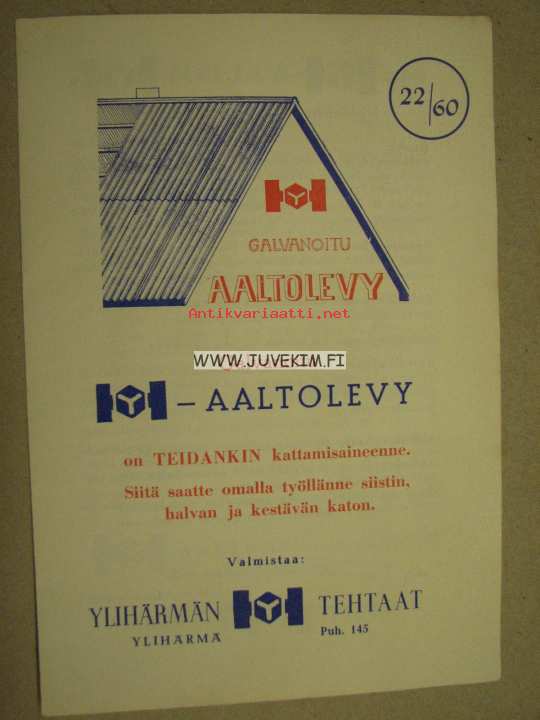 22/60
GALVANOITU
AALTOLEVY
Antikvariaatti.net
WWW.JUVEKIM.FI
– AALTOLEVY
on TEIDANKIN kattamisaineenne.
Siitä saatte omalla työllänne siistin,
halvan ja kestävän katon.
Valmistaa:
YLIHÄRMÄN TEHTAAT
YLIHÄRMÄ Puh. 145